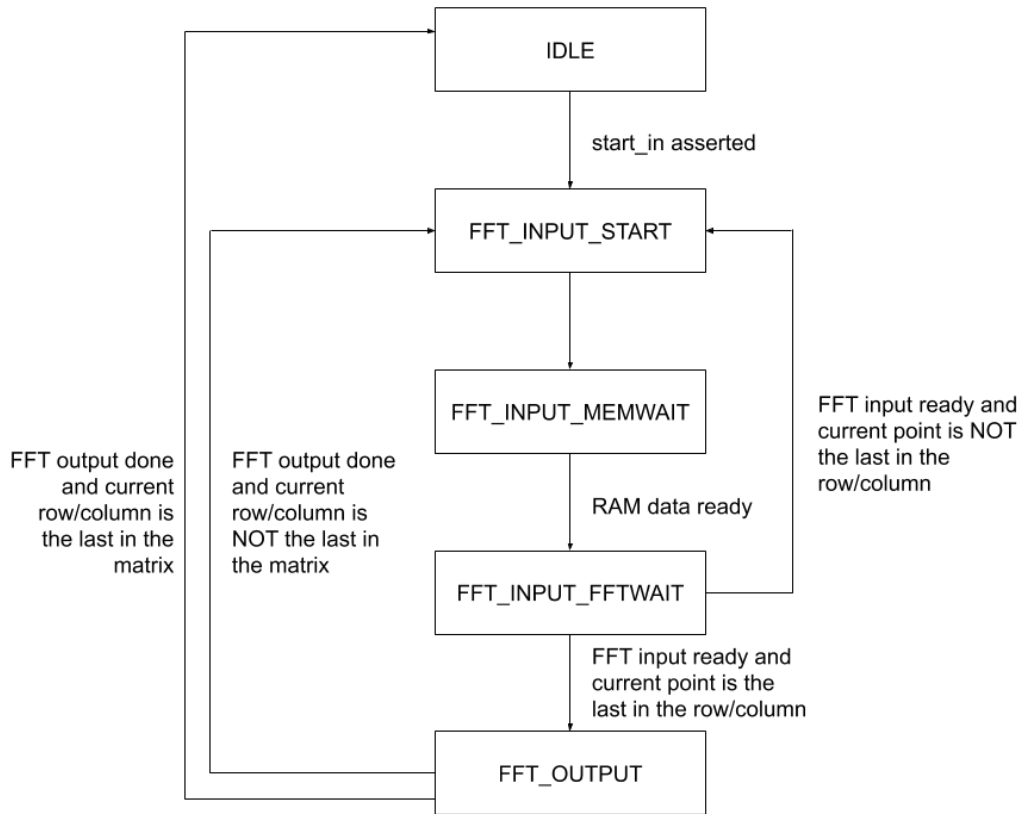 IDLE
start_in asserted
FFT_INPUT_START
FFT_INPUT_MEMWAIT
FFT input ready and
current point is NOT
the last in the
row/column
FFT output done
and current
row/column is
the last in the
matrix
FFT output done
and current
row/column is
NOT the last in
the matrix
RAM data ready
FFT_INPUT_FFTWAIT
FFT input ready and
current point is the
last in the row/column
FFT_OUTPUT